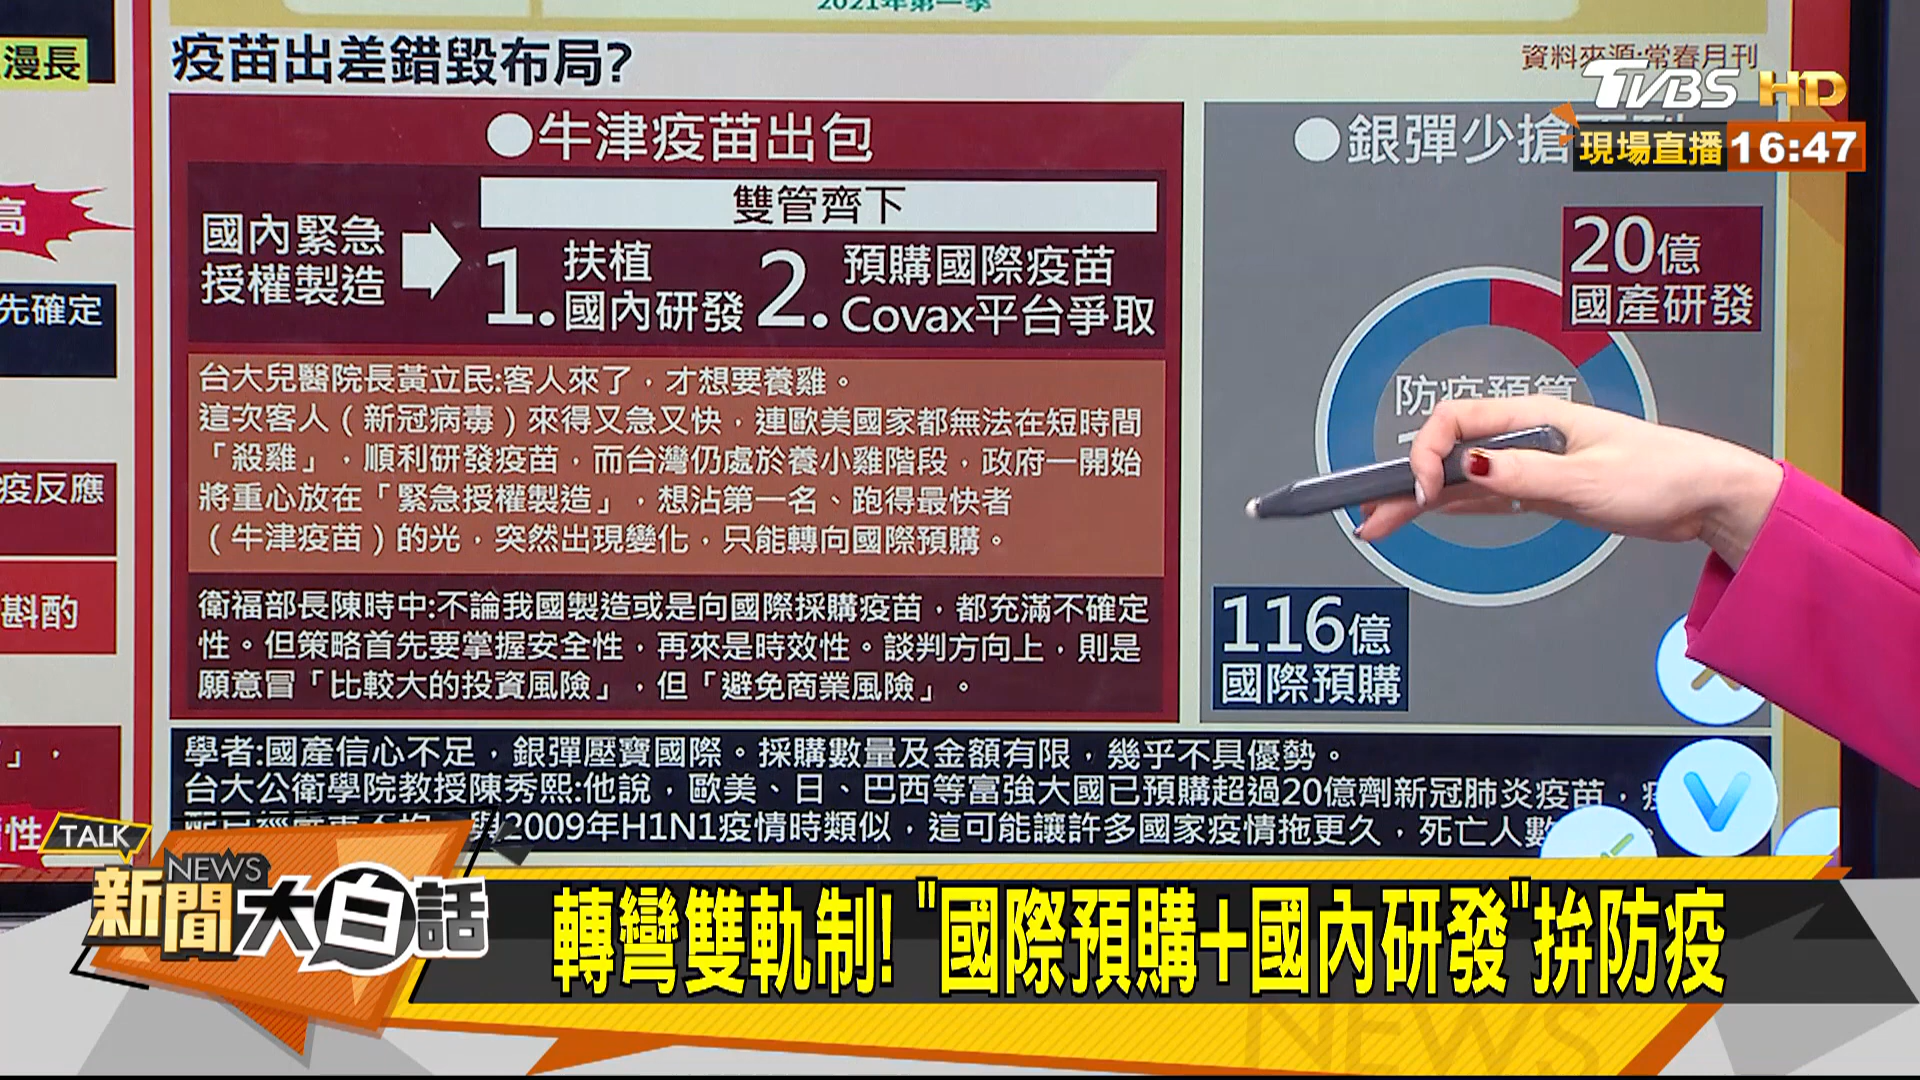 2021年第一季
漫長
疫苗出差錯毀布局?
資料來源:常春月刊
TVBS HD
現場直播 16:47
高
先確定
疫反應
斟酌
」，
性
●牛津疫苗出包
國內緊急
授權製造
雙管齊下
1. 扶植
國內研發
2. 預購國際疫苗
Covax平台爭取
台大兒醫院長黃立民:客人來了，才想要養雞。
這次客人（新冠病毒）來得又急又快，連歐美國家都無法在短時間
「殺雞」，順利研發疫苗，而台灣仍處於養小雞階段，政府一開始
將重心放在「緊急授權製造」，想沾第一名、跑得最快者
（牛津疫苗）的光，突然出現變化，只能轉向國際預購。
衛福部長陳時中:不論我國製造或是向國際採購疫苗，都充滿不確定
性。但策略首先要掌握安全性，再來是時效性。談判方向上，則是
願意冒「比較大的投資風險」，但「避免商業風險」。
●銀彈少搶
20億
國產研發
防疫預算
116億
國際預購
學者:國產信心不足，銀彈壓寶國際。採購數量及金額有限，幾乎不具優勢。
台大公衛學院教授陳秀熙:他說，歐美、日、巴西等富強大國已預購超過20億劑新冠肺炎疫苗，
2009年H1N1疫情時類似，這可能讓許多國家疫情拖更久，死亡人數
TALK
NEWS
新聞大白話
轉彎雙軌制! "國際預購+國內研發"拚防疫
NEWS